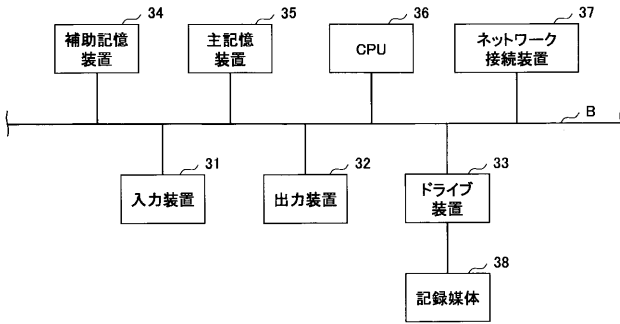 34
補助記憶
装置
35
主記憶
装置
36
CPU
37
ネットワーク
接続装置
B
31
入力装置
32
出力装置
33
ドライブ
装置
38
記録媒体